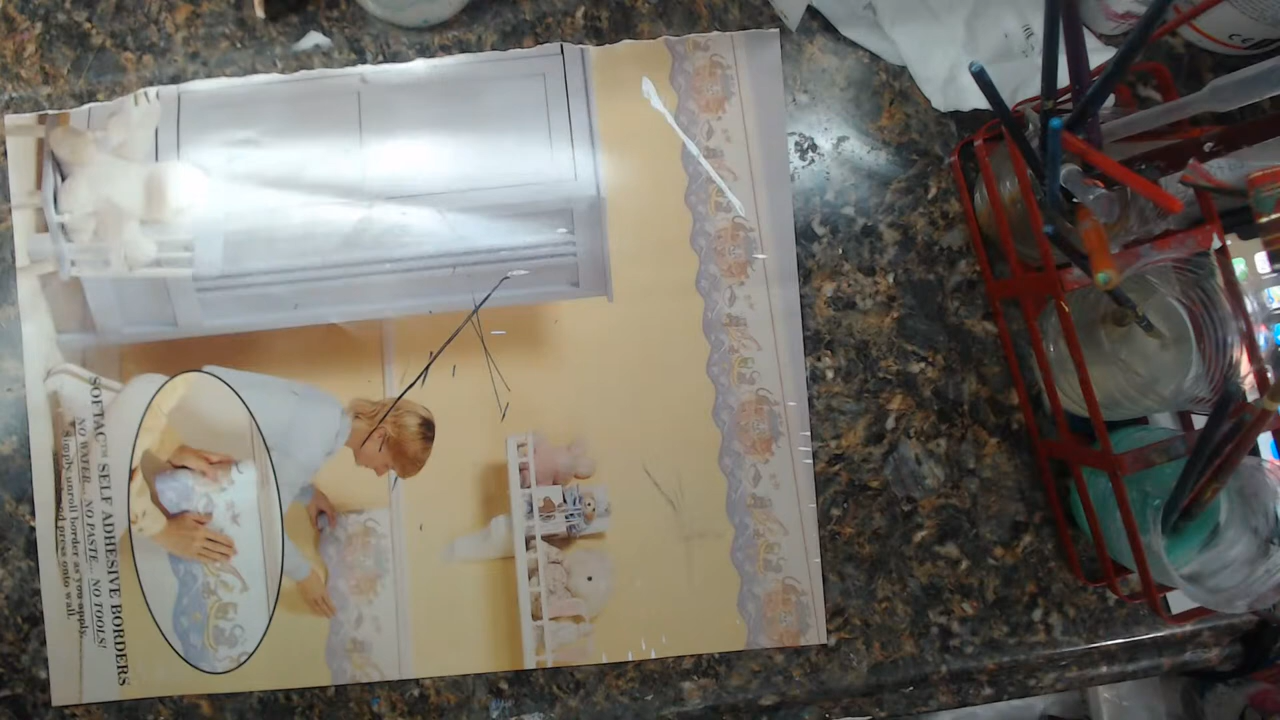 SOFTAC™ SELF ADHESIVE BORDERS
NO WATER... NO PASTE... NO TOOLS!
Simply unroll border as you apply,
and press onto wall.